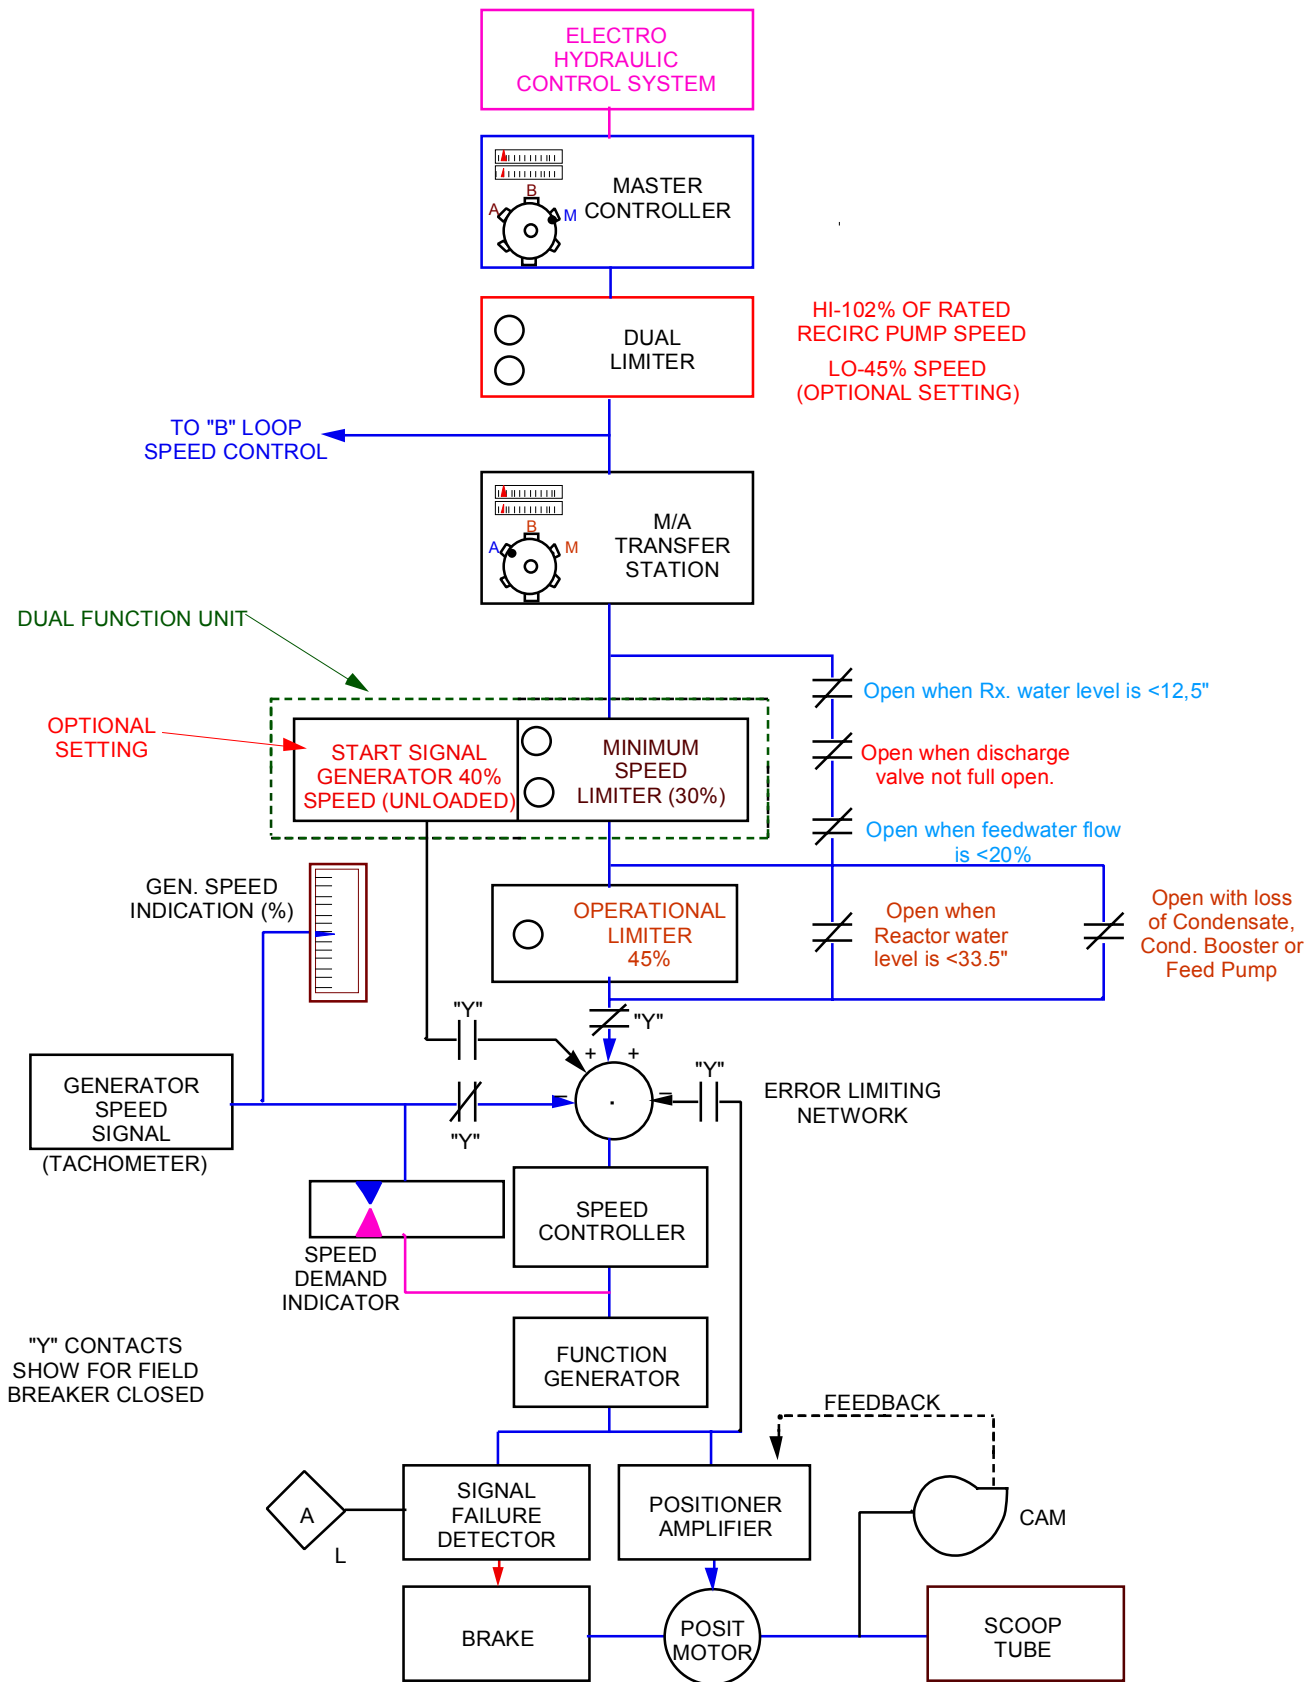 ELECTRO
HYDRAULIC
CONTROL SYSTEM
B
A
M
MASTER
CONTROLLER
DUAL
LIMITER
HI-102% OF RATED
RECIRC PUMP SPEED
LO-45% SPEED
(OPTIONAL SETTING)
TO "B" LOOP
SPEED CONTROL
B
A
M
M/A
TRANSFER
STATION
DUAL FUNCTION UNIT
OPTIONAL
SETTING
START SIGNAL
GENERATOR 40%
SPEED (UNLOADED)
MINIMUM
SPEED
LIMITER (30%)
Open when Rx. water level is <12,5"
Open when discharge
valve not full open.
Open when feedwater flow
is <20%
GEN. SPEED
INDICATION (%)
OPERATIONAL
LIMITER
45%
Open when
Reactor water
level is <33.5"
Open with loss
of Condensate,
Cond. Booster or
Feed Pump
"Y"
"Y"
+
+
"Y"
–
–
"Y"
.
ERROR LIMITING
NETWORK
GENERATOR
SPEED
SIGNAL
(TACHOMETER)
SPEED
CONTROLLER
SPEED
DEMAND
INDICATOR
"Y" CONTACTS
SHOW FOR FIELD
BREAKER CLOSED
FUNCTION
GENERATOR
FEEDBACK
A
L
SIGNAL
FAILURE
DETECTOR
POSITIONER
AMPLIFIER
CAM
BRAKE
POSIT
MOTOR
SCOOP
TUBE